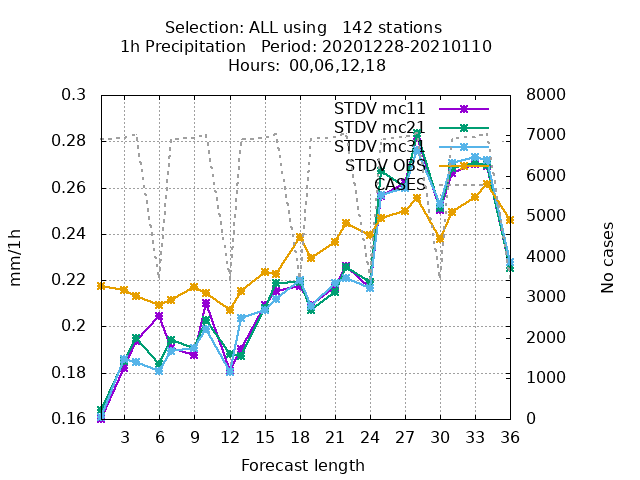 Selection: ALL using   142 stations
1h Precipitation   Period: 20201228-20210110
Hours:  00,06,12,18
0.3
0.28
0.26
0.24
0.22
0.2
0.18
0.16
mm/1h
8000
7000
6000
5000
4000
3000
2000
1000
0
No cases
STDV mc11
STDV mc21
STDV mc31
STDV OBS
CASES
3 6 9 12 15 18 21 24 27 30 33 36
Forecast length